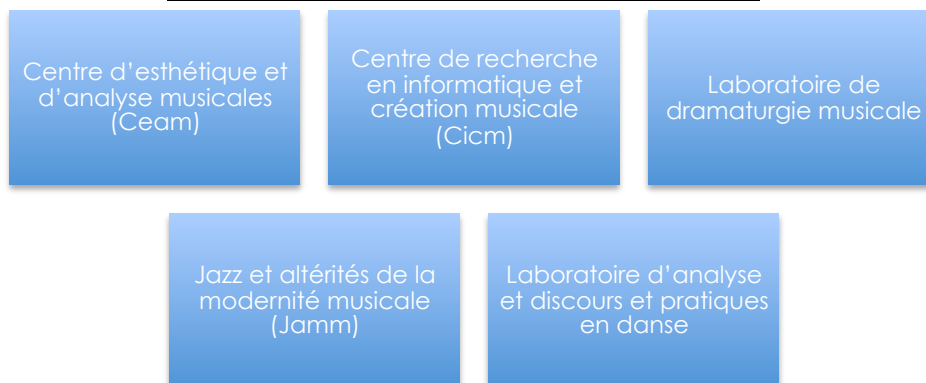 Centre d’esthétique et
d’analyse musicales
(Ceam)
Centre de recherche
en informatique et
création musicale
(Cicm)
Laboratoire de
dramaturgie musicale
Jazz et altérités de la
modernité musicale
(Jamm)
Laboratoire d’analyse
et discours et pratiques
en danse